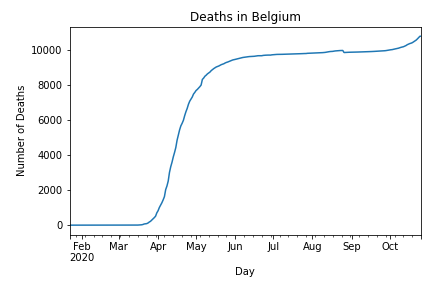 Deaths in Belgium
Number of Deaths
10000
8000
6000
4000
2000
0
Feb Mar Apr May Jun Jul Aug Sep Oct
2020
Day